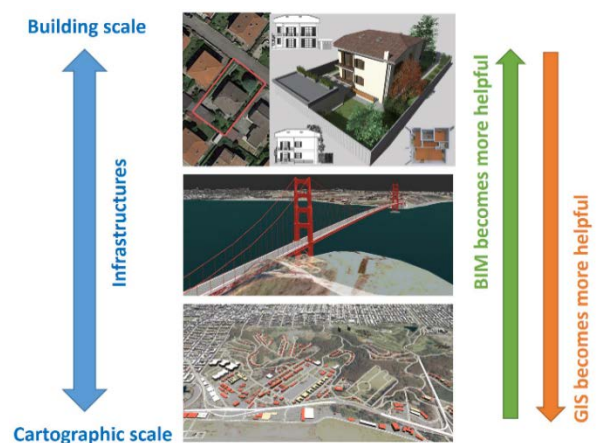 Building scale
Infrastructures
BIM becomes more helpful
GIS becomes more helpful
Cartographic scale